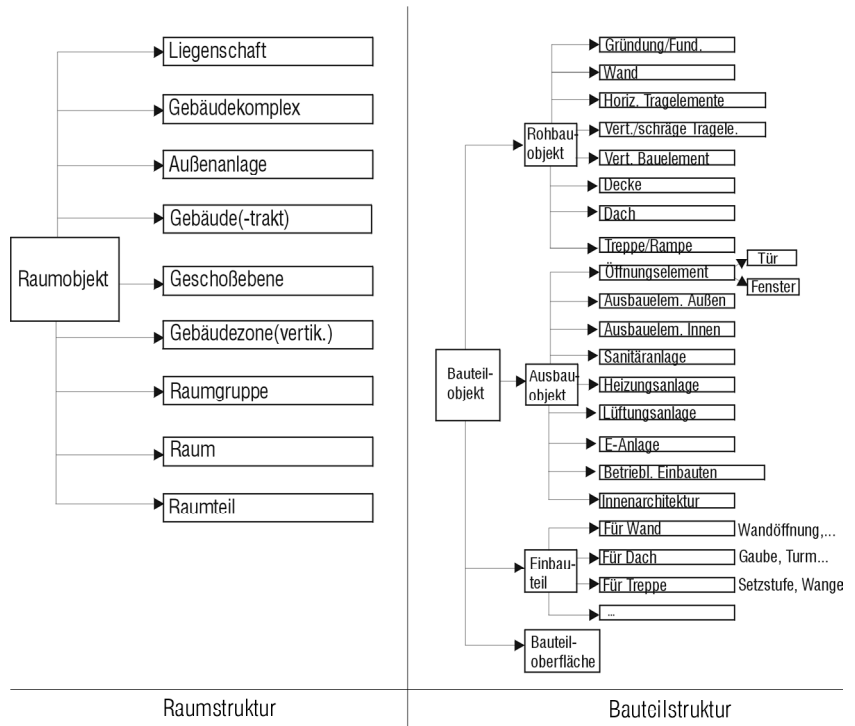 Liegenschaft
Gebäudekomplex
Außenanlage
Gebäude(-trakt)
Raumobjekt
Geschoßebene
Gebäudezone(vertik.)
Raumgruppe
Raum
Raumteil
Raumstruktur
Gründung/Fund.
Wand
Horiz. Tragelemente
Rohbau-
objekt
Vert./schräge Tragele.
Vert. Bauelement
Decke
Dach
Treppe/Rampe
Öffnungselement
Tür
Fenster
Ausbauelem. Außen
Ausbauelem. Innen
Sanitäranlage
Bauteil-
objekt
Ausbau-
objekt
Heizungsanlage
Lüftungsanlage
E-Anlage
Betriebl. Einbauten
Innenarchitektur
Für Wand
Wandöffnung,...
Finbau-
teil
Für Dach
Gaube, Turm...
Für Treppe
Setzstufe, Wange
...
Bauteil-
oberfläche
Bautcilstruktur